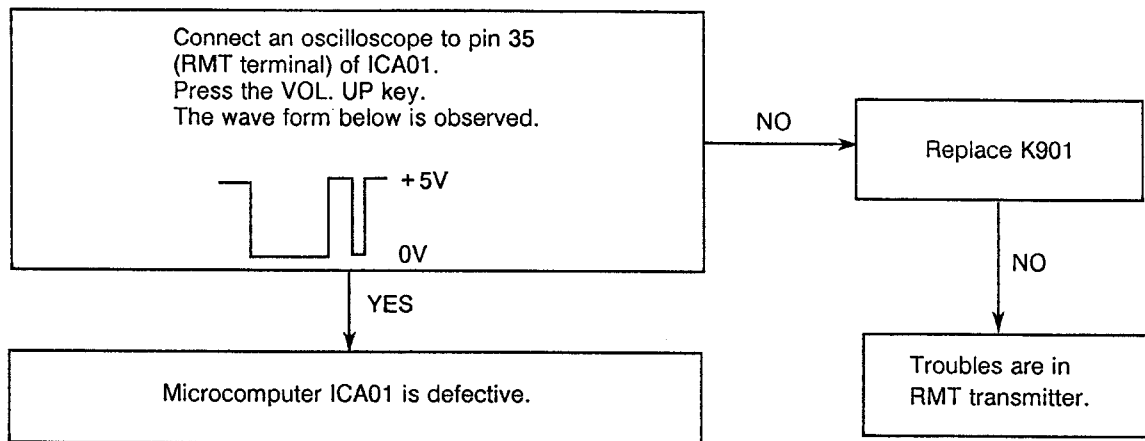 Connect an oscilloscope to pin 35
(RMT terminal) of ICA01.
Press the VOL. UP key.
The wave form below is observed.
+5V
0V
NO
Replace K901
NO
YES
Microcomputer ICA01 is defective.
Troubles are in
RMT transmitter.